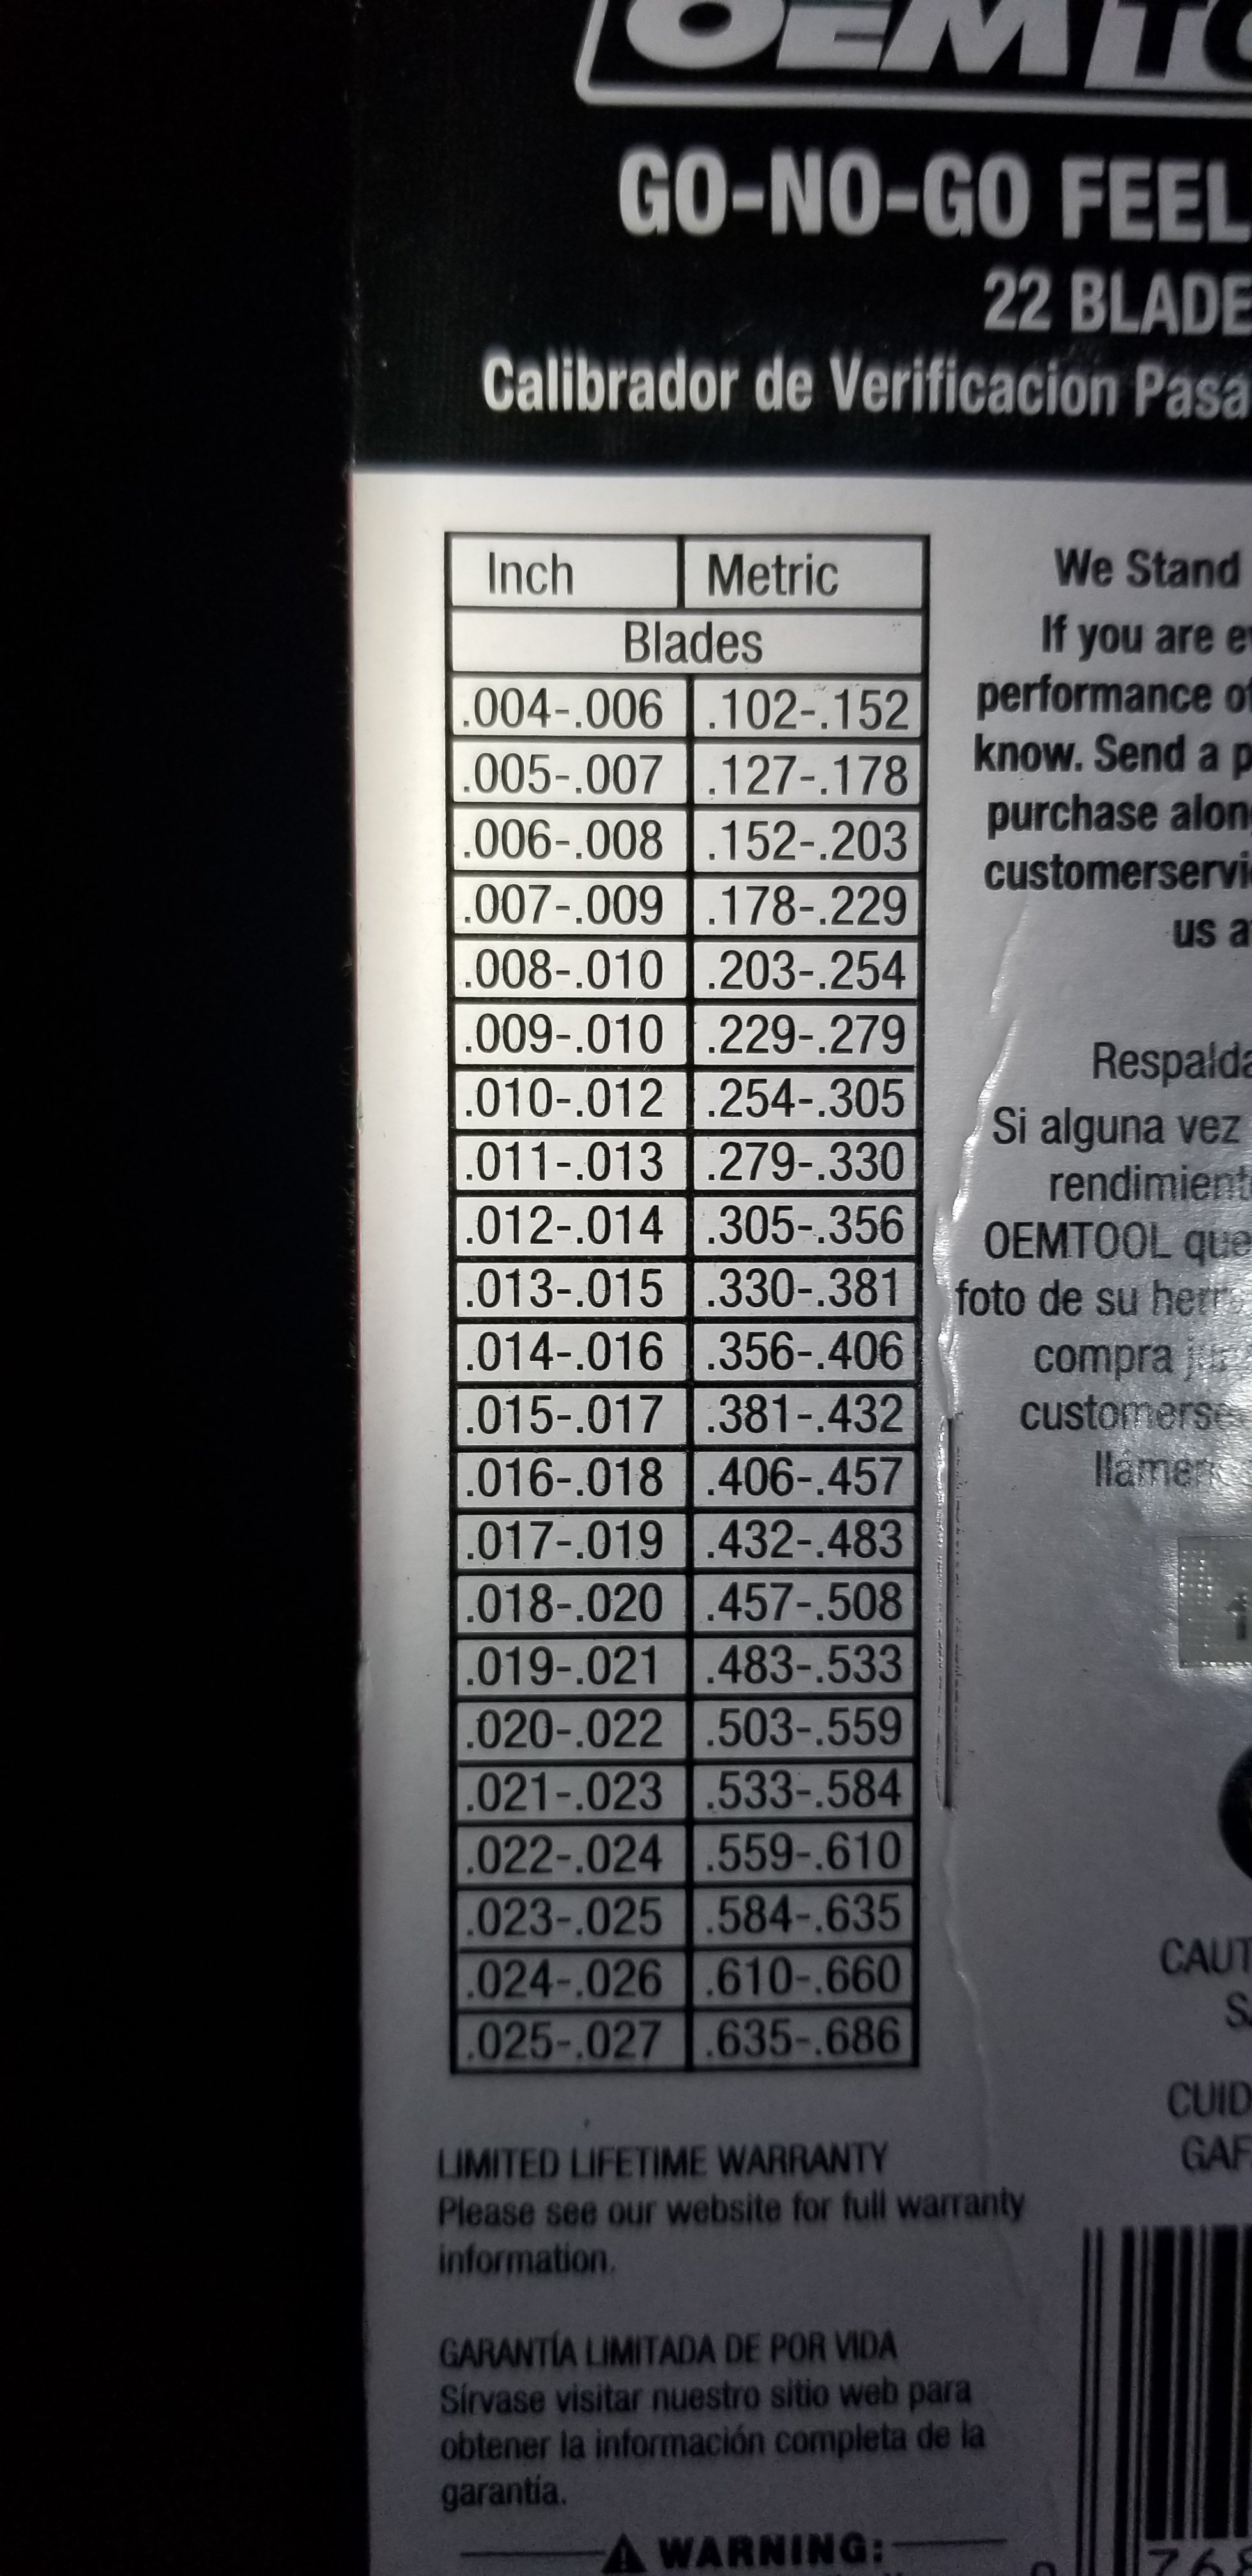 GO-NO-GO
22
Calibrador de Verificacion
Inch Metric
Blades
.004-.006 .102-.152
.005-.007 .127-.178
.006-.008 .152-.203
.007-.009 .178-.229
.008-.010 .203-.254
.009-.010 .229-.279
.010-.012 .254-.305
.011-.013 .279-.330
.012-.014 .305-.356
.013-.015 .330-.381
.014-.016 .356-.406
.015-.017 .381-.432
.016-.018 .406-.457
.017-.019 .432-.483
.018-.020 .457-.508
.019-.021 .483-.533
.020-.022 .503-.559
.021-.023 .533-.584
.022-.024 .559-.610
.023-.025 .584-.635
.024-.026 .610-.660
.025-.027 .635-.686
LIMITED LIFETIME WARRANTY
Please see our website for full warranty
information.
GARANTÍA LIMITADA DE POR VIDA
Sírvase visitar nuestro sitio web para
obtener la información completa de la
garantía.
WARNING:
We Stand
If you are
performance
know. Send a
purchase
us
Si alguna vez
OEMTOOL
foto de su
compra